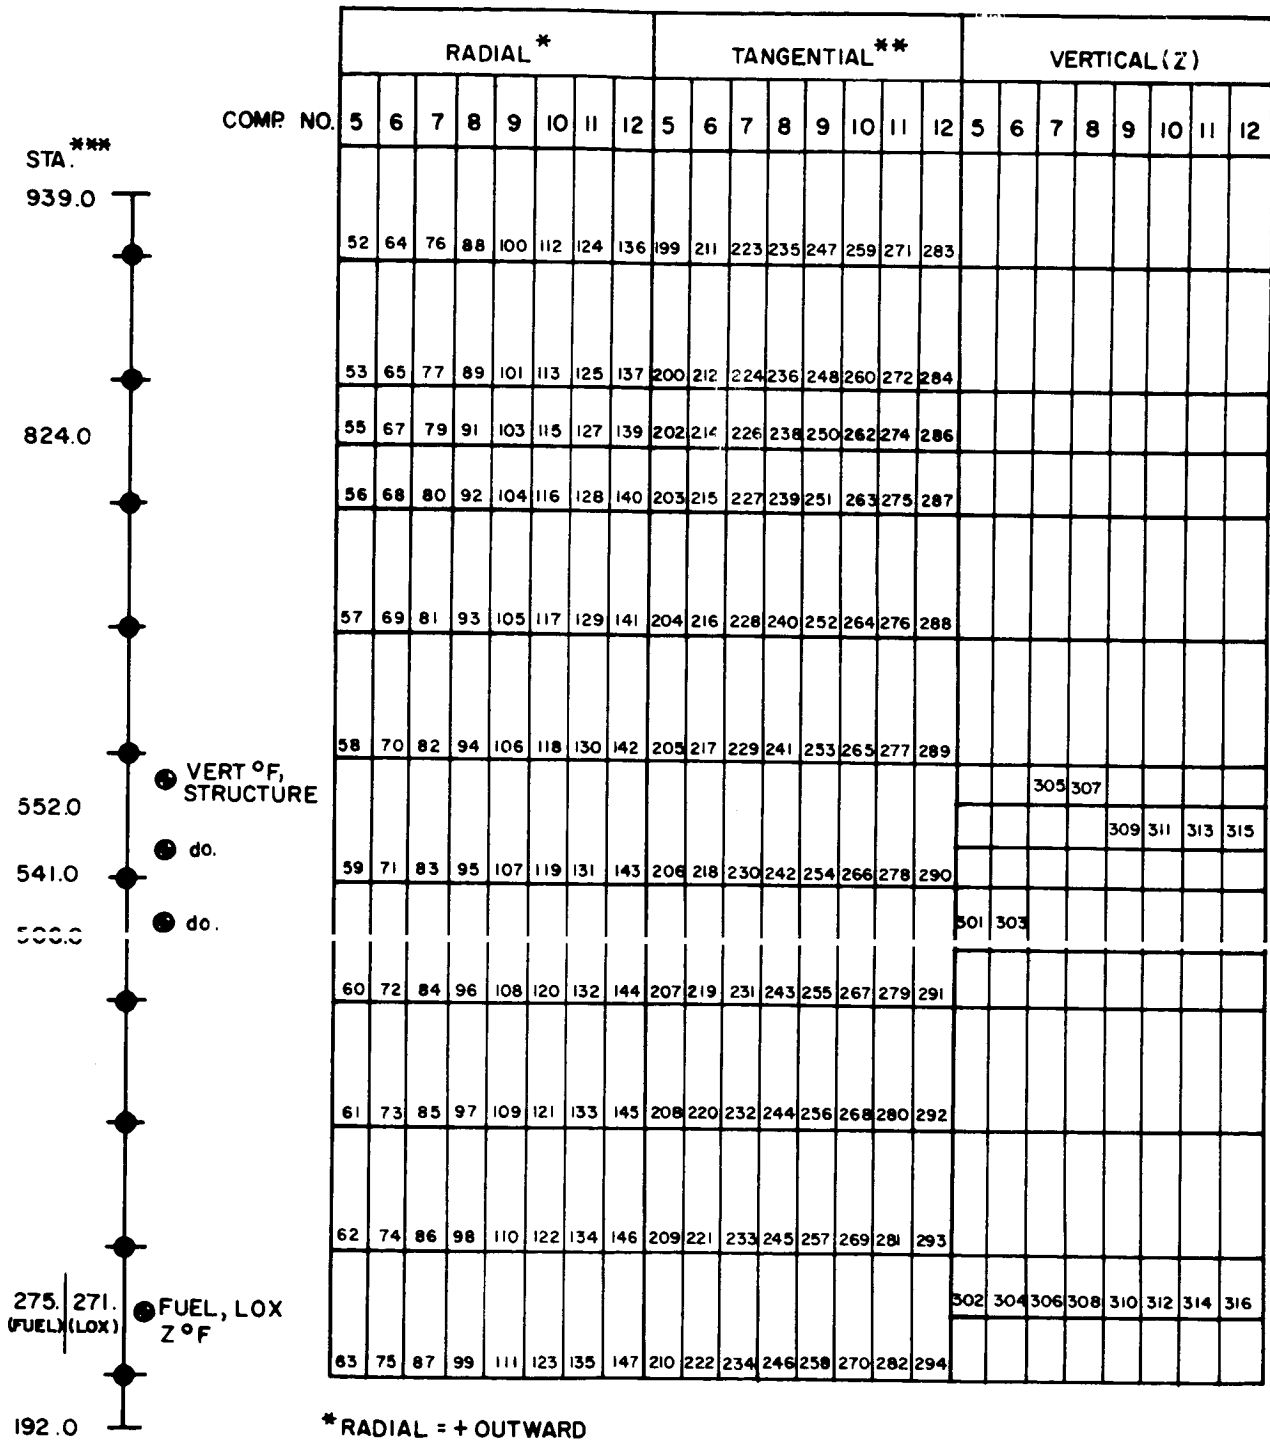 RADIAL * TANGENTIAL ** VERTICAL (Z)
COMP. NO. 5 6 7 8 9 10 11 12 5 6 7 8 9 10 11 12 5 6 7 8 9 10 11 12
STA. ***
939.0
52 64 76 88 100 112 124 136 199 211 223 235 247 259 271 283
53 65 77 89 101 113 125 137 200 212 224 236 248 260 272 284
824.0 55 67 79 91 103 115 127 139 202 214 226 238 250 262 274 286
56 68 80 92 104 116 128 140 203 215 227 239 251 263 275 287
57 69 81 93 105 117 129 141 204 216 228 240 252 264 276 288
58 70 82 94 106 118 130 142 205 217 229 241 253 265 277 289
VERT °F, 305 307
STRUCTURE
552.0 309 311 313 315
do.
541.0 59 71 83 95 107 119 131 143 206 218 230 242 254 266 278 290
do. 301 303
60 72 84 96 108 120 132 144 207 219 231 243 255 267 279 291
61 73 85 97 109 121 133 145 208 220 232 244 256 268 280 292
62 74 86 98 110 122 134 146 209 221 233 245 257 269 281 293
275. 271. FUEL, LOX 302 304 306 308 310 312 314 316
(FUEL) (LOX) Z °F
63 75 87 99 111 123 135 147 210 222 234 246 258 270 282 294
192.0
* RADIAL = + OUTWARD